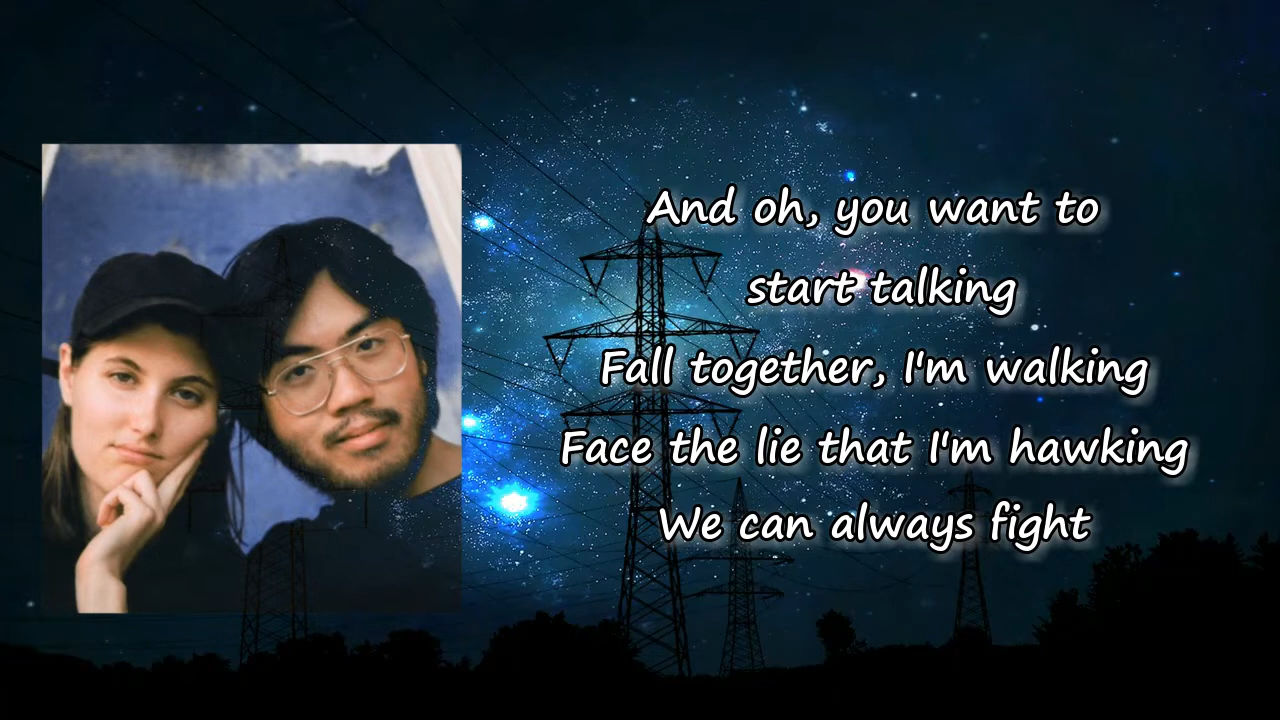 And oh, you want to
start talking
Fall together, I'm walking
Face the lie that I'm hawking
We can always fight